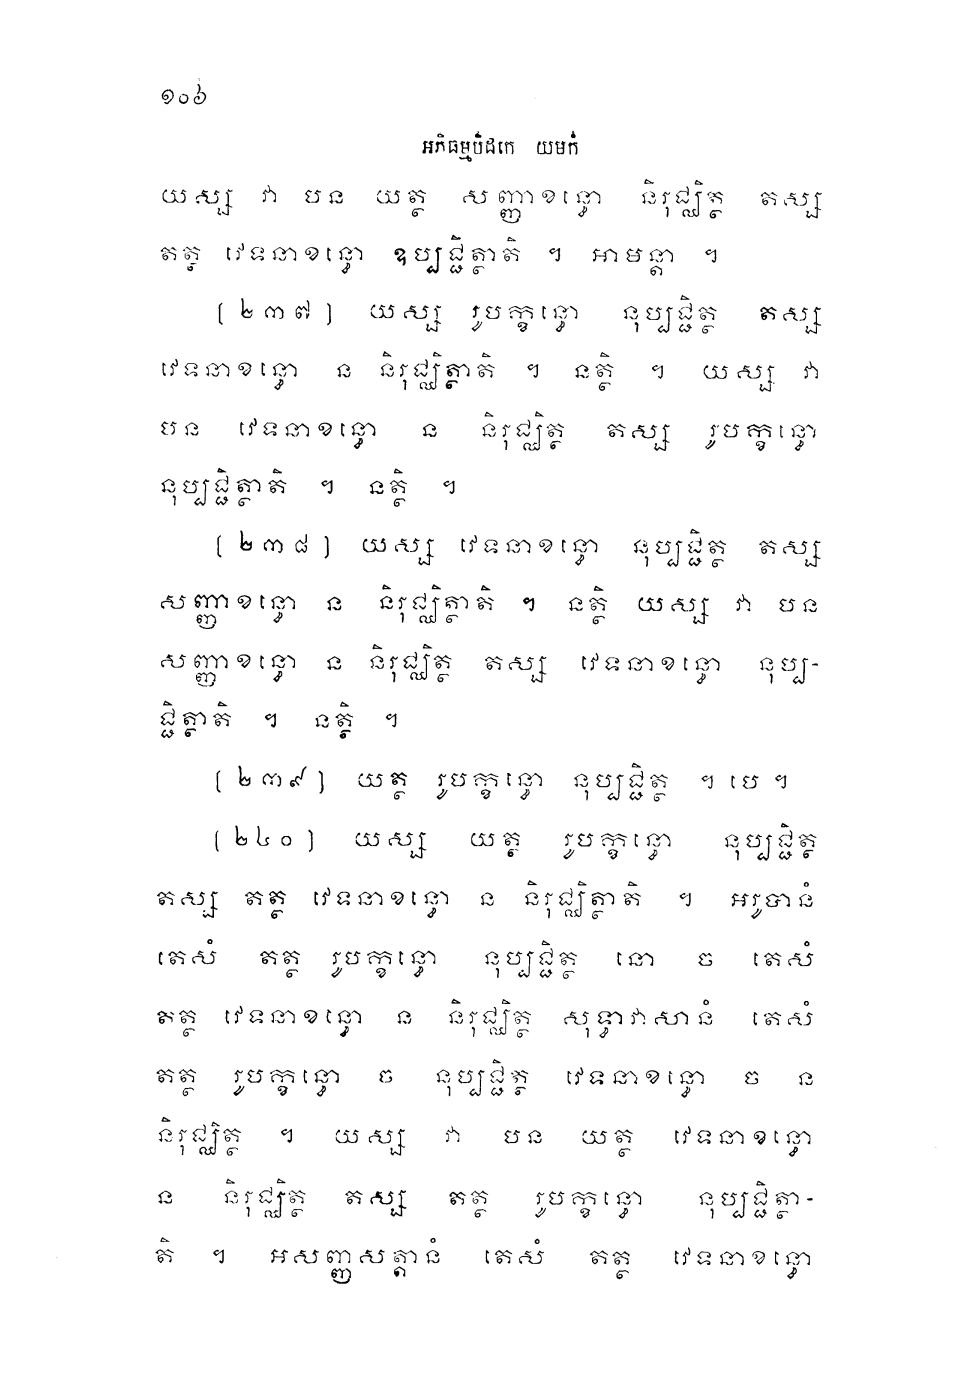 ១០៦
អភិធម្មបិដកេ យមកំ
យស្ស វា បន យត្ថ សញ្ញាខន្ធោ និរុជ្ឈិត្ថ តស្ស
តត្ថ វេទនាខន្ធោ ឧប្បជ្ជិត្ថាតិ ។ អាមន្តា ។
(២៣៧) យស្ស រូបក្ខន្ធោ នុប្បជ្ជិត្ថ តស្ស
វេទនាខន្ធោ ន និរុជ្ឈិត្ថាតិ ។ នត្ថិ ។ យស្ស វា
បន វេទនាខន្ធោ ន និរុជ្ឈិត្ថ តស្ស រូបក្ខន្ធោ
នុប្បជ្ជិត្ថាតិ ។ នត្ថិ ។
(២៣៨) យស្ស វេទនាខន្ធោ នុប្បជ្ជិត្ថ តស្ស
សញ្ញាខន្ធោ ន និរុជ្ឈិត្ថាតិ ។ នត្ថិ យស្ស វា បន
សញ្ញាខន្ធោ ន និរុជ្ឈិត្ថ តស្ស វេទនាខន្ធោ នុប្ប-
ជ្ជិត្ថាតិ ។ នត្ថិ ។
(២៣៩) យត្ថ រូបក្ខន្ធោ នុប្បជ្ជិត្ថ ។ បេ ។
(២៤០) យស្ស យត្ថ រូបក្ខន្ធោ នុប្បជ្ជិត្ថ
តស្ស តត្ថ វេទនាខន្ធោ ន និរុជ្ឈិត្ថាតិ ។ អរូបានំ
តេសំ តត្ថ រូបក្ខន្ធោ នុប្បជ្ជិត្ថ នោ ច តេសំ
តត្ថ វេទនាខន្ធោ ន និរុជ្ឈិត្ថ សុទ្ធាវាសានំ តេសំ
តត្ថ រូបក្ខន្ធោ ច នុប្បជ្ជិត្ថ វេទនាខន្ធោ ច ន
និរុជ្ឈិត្ថ ។ យស្ស វា បន យត្ថ វេទនាខន្ធោ
ន និរុជ្ឈិត្ថ តស្ស តត្ថ រូបក្ខន្ធោ នុប្បជ្ជិត្ថា-
តិ ។ អសញ្ញសត្តានំ តេសំ តត្ថ វេទនាខន្ធោ